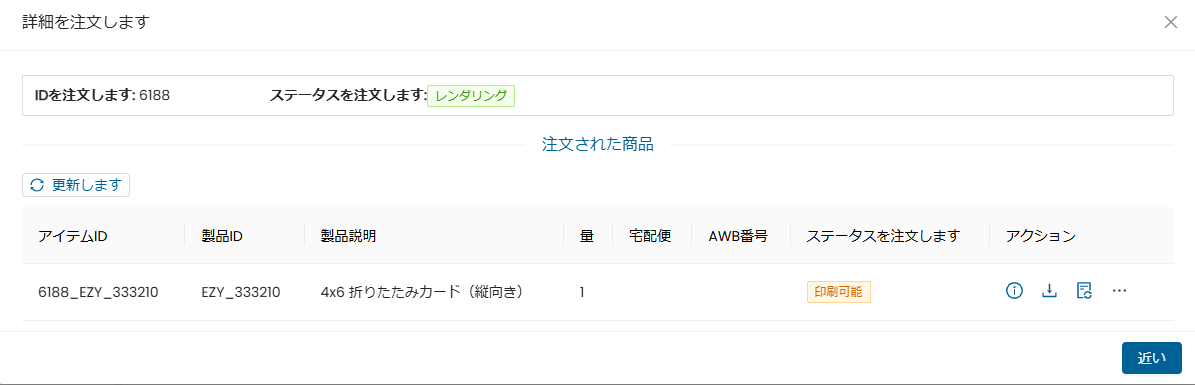 詳細を注文します
IDを注文します: 6188 ステータスを注文します: レンダリング
注文された商品
更新します
アイテムID 製品ID 製品説明 量 宅配便 AWB番号 ステータスを注文します アクション
6188_EZY_333210 EZY_333210 4x6 折りたたみカード（縦向き） 1 印刷可能
近い